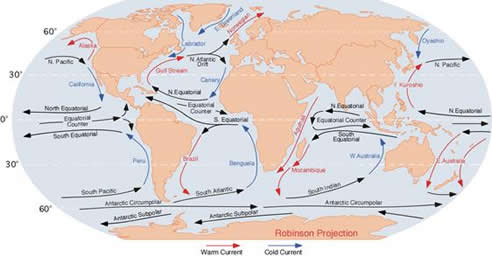 60°
Alaska
Labrador
E. Greenland
Norwegian
Oyashio
N. Pacific
N. Atlantic
Drift
N. Pacific
30°
California
Gulf Stream
Canary
Kuroshio
North Equatorial
N. Equatorial
N. Equatorial
N. Equatorial
Equatorial
Counter
Equatorial
Counter
Equatorial Counter
0°
South Equatorial
S. Equatorial
South
Equatorial
Agulhas
Peru
Brazil
Benguela
Mozambique
W. Australia
E. Australia
30°
South Pacific
South Atlantic
South Indian
60°
Antarctic Circumpolar
Antarctic Circumpolar
Antarctic Subpolar
Antarctic Subpolar
Robinson Projection
Warm Current
Cold Current